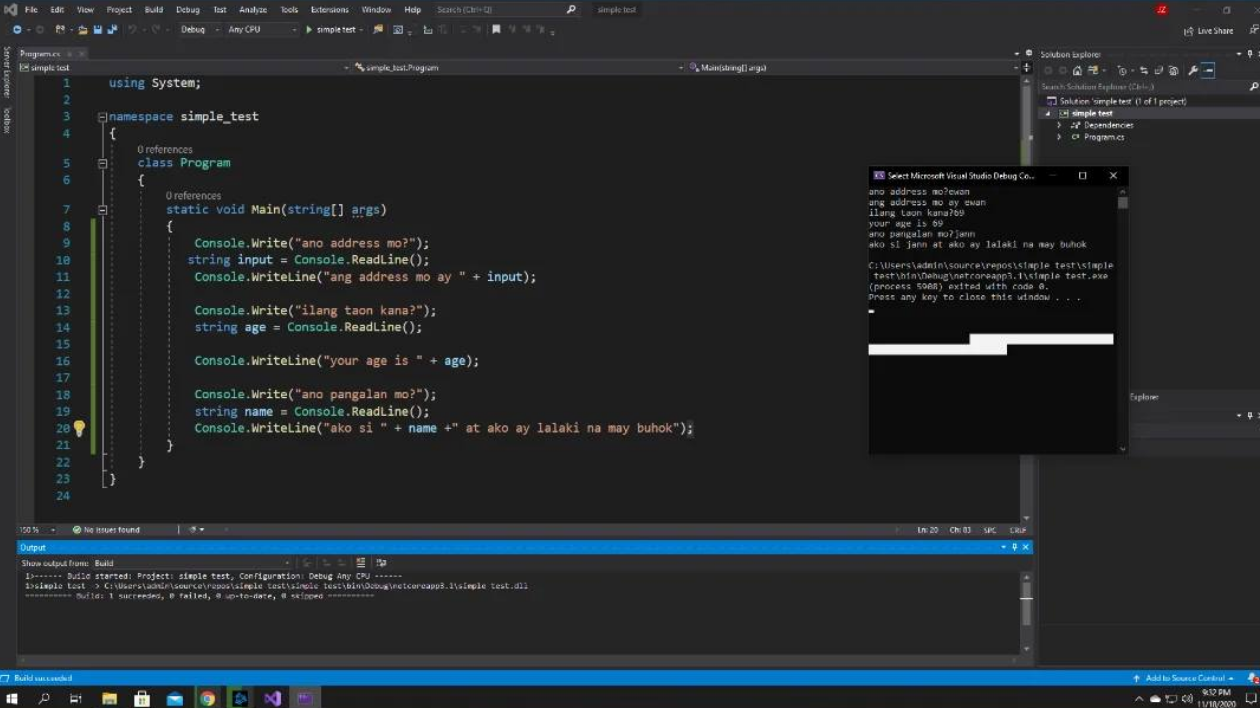 File Edit View Project Build Debug Test Analyze Tools Extensions Window Help Search (Ctrl+Q) simple test
Debug Any CPU simple test Live Share
Server Explorer
Toolbox
Program.cs
simple test simple_test.Program Main(string[] args)
1 using System;
2
3 namespace simple_test
4 {
0 references
5 class Program
6 {
0 references
7 static void Main(string[] args)
8 {
9 Console.Write("ano address mo?");
10 string input = Console.ReadLine();
11 Console.WriteLine("ang address mo ay " + input);
12
13 Console.Write("ilang taon kana?");
14 string age = Console.ReadLine();
15
16 Console.WriteLine("your age is " + age);
17
18 Console.Write("ano pangalan mo?");
19 string name = Console.ReadLine();
20 Console.WriteLine("ako si " + name +" at ako ay lalaki na may buhok");
21 }
22 }
23 }
24
150 % No issues found Ln: 20 Ch: 83 SPC CRLF
Solution Explorer
Search Solution Explorer (Ctrl+;)
Solution 'simple test' (1 of 1 project)
simple test
Dependencies
Program.cs
Select Microsoft Visual Studio Debug Co...
ano address mo?ewan
ang address mo ay ewan
ilang taon kana?69
your age is 69
ano pangalan mo?jann
ako si jann at ako ay lalaki na may buhok
C:\Users\admin\source\repos\simple test\simple
test\bin\Debug\netcoreapp3.1\simple test.exe
(process 5908) exited with code 0.
Press any key to close this window . . .
Explorer
Output
Show output from: Build
1>------ Build started: Project: simple test, Configuration: Debug Any CPU ------
1>simple test -> C:\Users\admin\source\repos\simple test\simple test\bin\Debug\netcoreapp3.1\simple test.dll
========== Build: 1 succeeded, 0 failed, 0 up-to-date, 0 skipped ==========
Build succeeded Add to Source Control
9:32 PM
11/18/2020